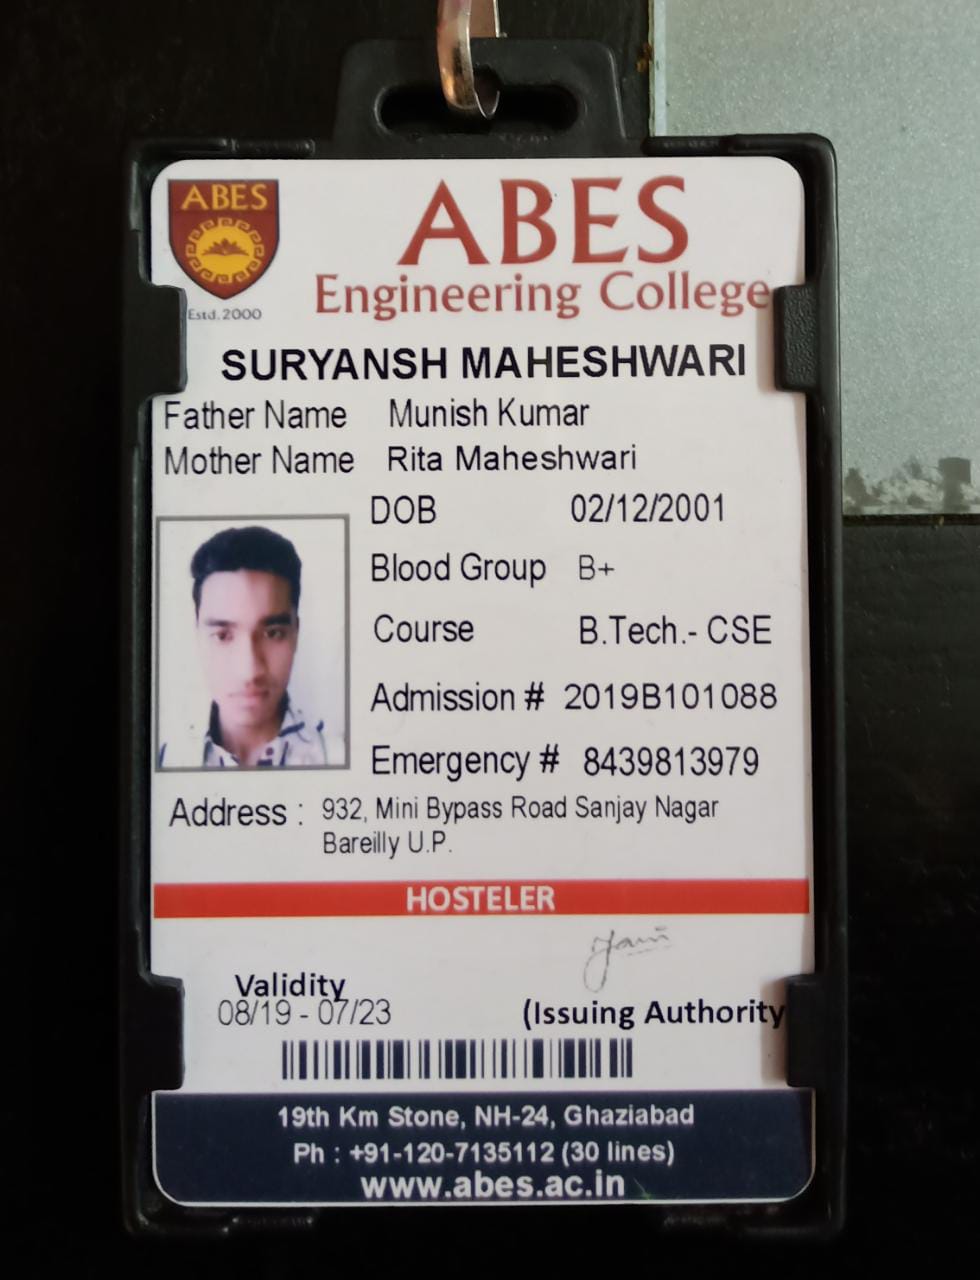 ABES
ABES
Engineering College
Estd. 2000
SURYANSH MAHESHWARI
Father Name Munish Kumar
Mother Name Rita Maheshwari
DOB 02/12/2001
Blood Group B+
Course B.Tech.- CSE
Admission # 2019B101088
Emergency # 8439813979
Address : 932, Mini Bypass Road Sanjay Nagar
Bareilly U.P.
HOSTELER
Validity
08/19 - 07/23
(Issuing Authority
19th Km Stone, NH-24, Ghaziabad
Ph : +91-120-7135112 (30 lines)
www.abes.ac.in